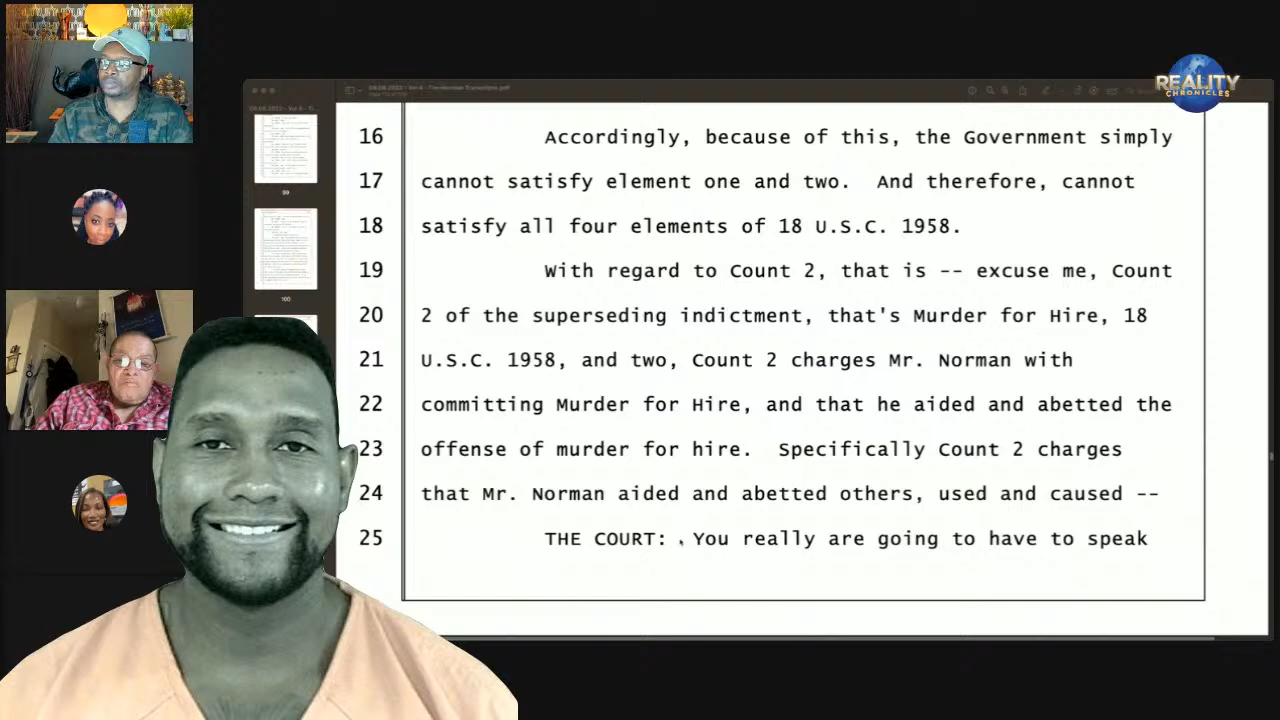 REALITY
CHRONICLES
99
100
16 Accordingly, because of this, the Government simply
17 cannot satisfy element one and two. And therefore, cannot
18 satisfy all four elements of 18 U.S.C. 1958.
19 With regard to Count 2, that is -- excuse me, Count
20 2 of the superseding indictment, that's Murder for Hire, 18
21 U.S.C. 1958, and two, Count 2 charges Mr. Norman with
22 committing Murder for Hire, and that he aided and abetted the
23 offense of murder for hire. Specifically Count 2 charges
24 that Mr. Norman aided and abetted others, used and caused --
25 THE COURT: You really are going to have to speak